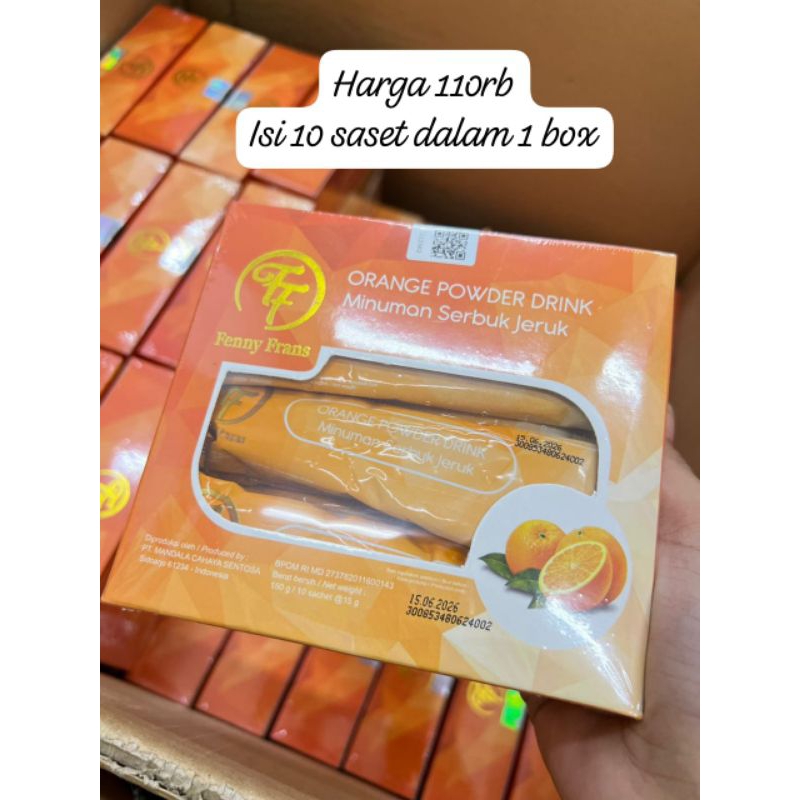 Harga 110rb
Isi 10 saset dalam 1 box
ORANGE POWDER DRINK
Minuman Serbuk Jeruk
FF
Fenny Frans
ORANGE POWDER DRINK
Minuman Serbuk Jeruk
15.06.2026
300853480624002
Diproduksi oleh / Produced by :
PT. MANDALA CAHAYA SENTOSA
Sidoarjo 61234 - Indonesia
BPOM RI MD 273762011600143
Berat bersih / Net weight :
150 g / 10 sachet @ 15 g
15.06.2026
300853480624002